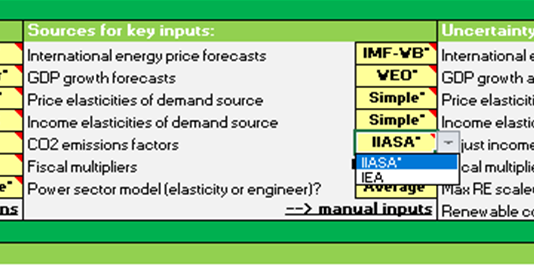 Sources for key inputs: Uncertainty
International energy price forecasts IMF-WB* International e
GDP growth forecasts WEO* GDP growth a
Price elasticities of demand source Simple* Price elasticiti
Income elasticities of demand source Simple* Income elastic
CO2 emissions factors IIASA* just income
IIASA*
Fiscal multipliers cal multiplie
IEA
Power sector model (elasticity or engineer)? Average* Max RE scale
ns --> manual inputs Renewable co